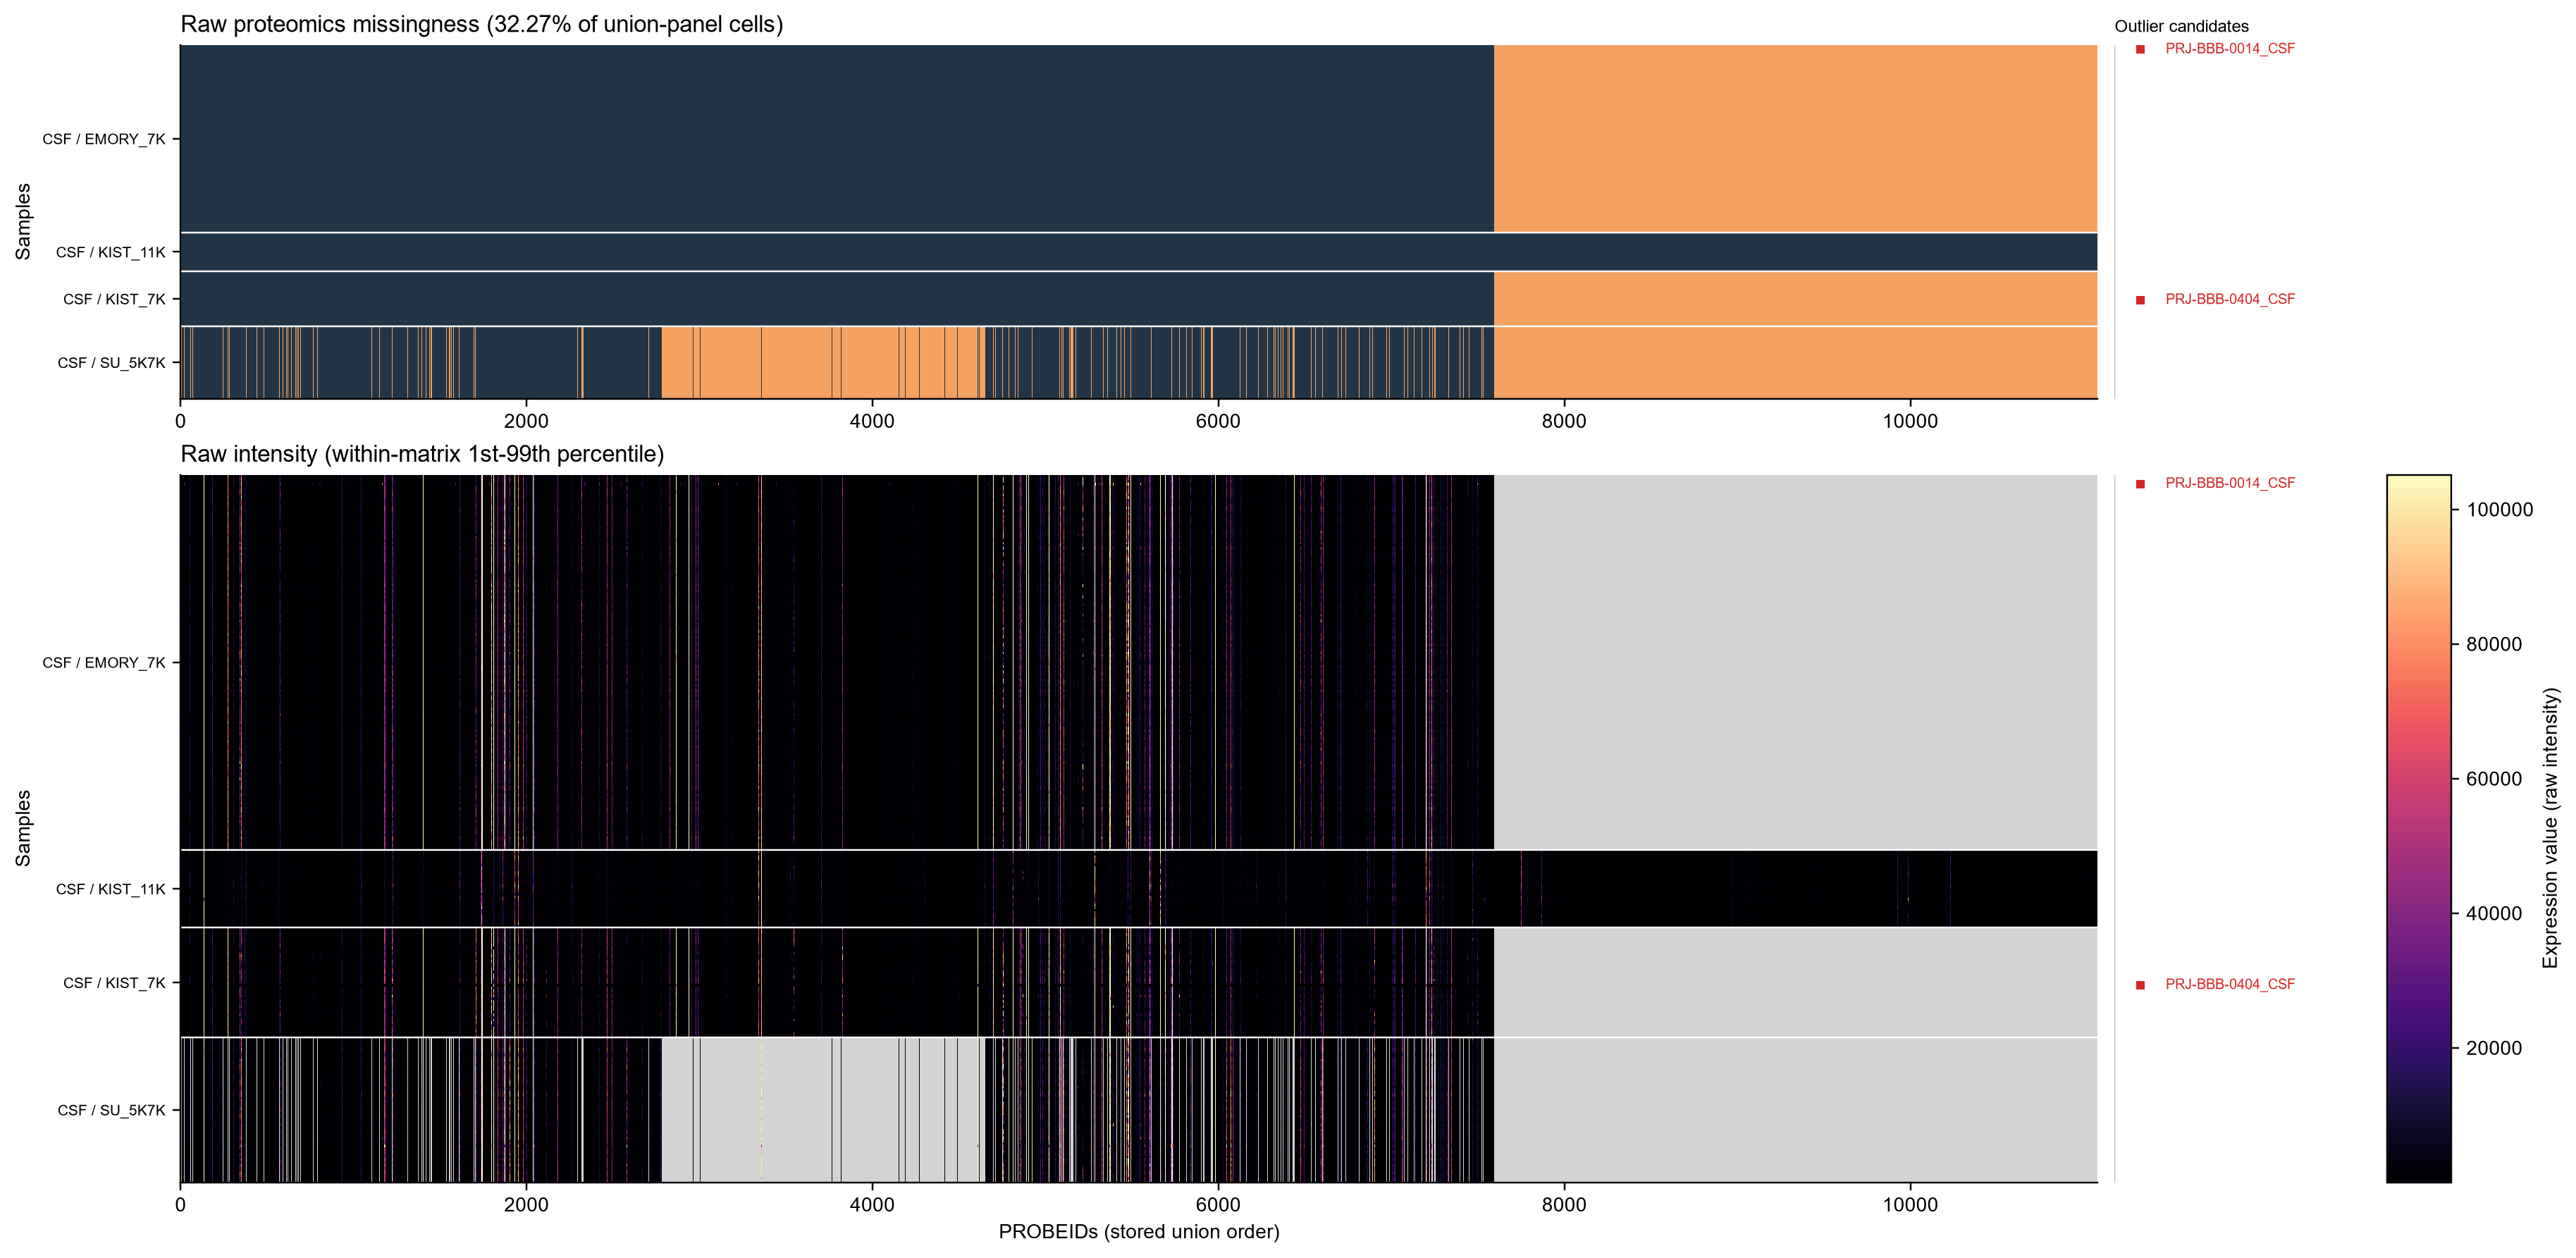 Raw proteomics missingness (32.27% of union-panel cells)
Outlier candidates
PRJ-BBB-0014_CSF
CSF / EMORY_7K
Samples
CSF / KIST_11K
CSF / KIST_7K
PRJ-BBB-0404_CSF
CSF / SU_5K7K
0 2000 4000 6000 8000 10000
Raw intensity (within-matrix 1st-99th percentile)
PRJ-BBB-0014_CSF
CSF / EMORY_7K
Samples
CSF / KIST_11K
CSF / KIST_7K
PRJ-BBB-0404_CSF
CSF / SU_5K7K
0 2000 4000 6000 8000 10000
PROBEIDs (stored union order)
100000
80000
60000
40000
20000
Expression value (raw intensity)